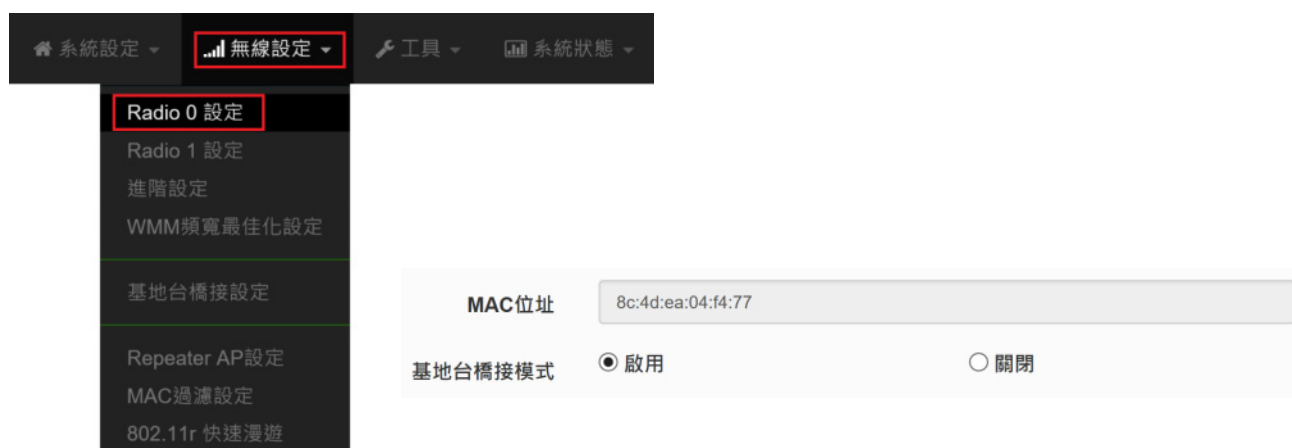 系統設定 無線設定 工具 系統狀態
Radio 0 設定
Radio 1 設定
進階設定
WMM頻寬最佳化設定
基地台橋接設定
Repeater AP設定
MAC過濾設定
802.11r 快速漫遊
MAC位址 8c:4d:ea:04:f4:77
基地台橋接模式 啟用 關閉